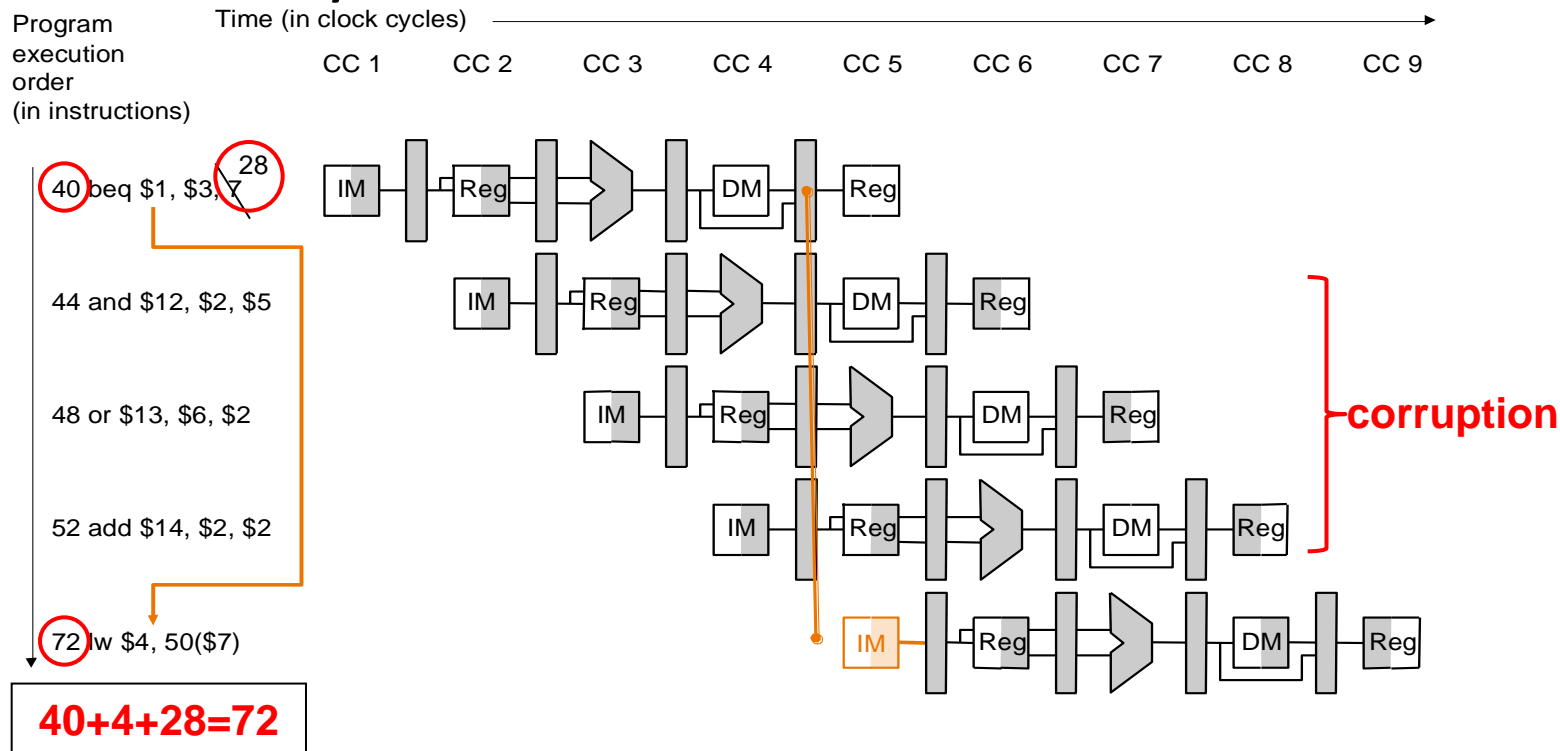 Time (in clock cycles)
Program
execution
order
(in instructions)
CC 1 CC 2 CC 3 CC 4 CC 5 CC 6 CC 7 CC 8 CC 9
28
40 beq $1, $3, 7
IM Reg DM Reg
44 and $12, $2, $5
IM Reg DM Reg
48 or $13, $6, $2
IM Reg DM Reg
corruption
52 add $14, $2, $2
IM Reg DM Reg
72 lw $4, 50($7)
IM Reg DM Reg
40+4+28=72